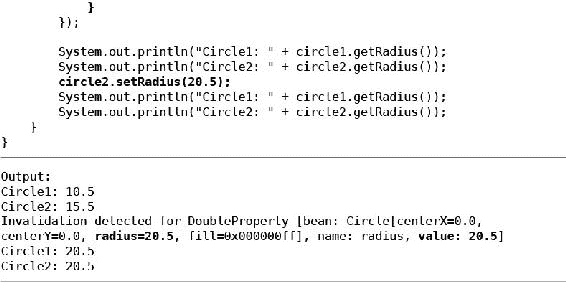 }
        });

        System.out.println("Circle1: " + circle1.getRadius());
        System.out.println("Circle2: " + circle2.getRadius());
        circle2.setRadius(20.5);
        System.out.println("Circle1: " + circle1.getRadius());
        System.out.println("Circle2: " + circle2.getRadius());
    }
}
Output:
Circle1: 10.5
Circle2: 15.5
Invalidation detected for DoubleProperty [bean: Circle[centerX=0.0,
centerY=0.0, radius=20.5, fill=0x000000ff], name: radius, value: 20.5]
Circle1: 20.5
Circle2: 20.5